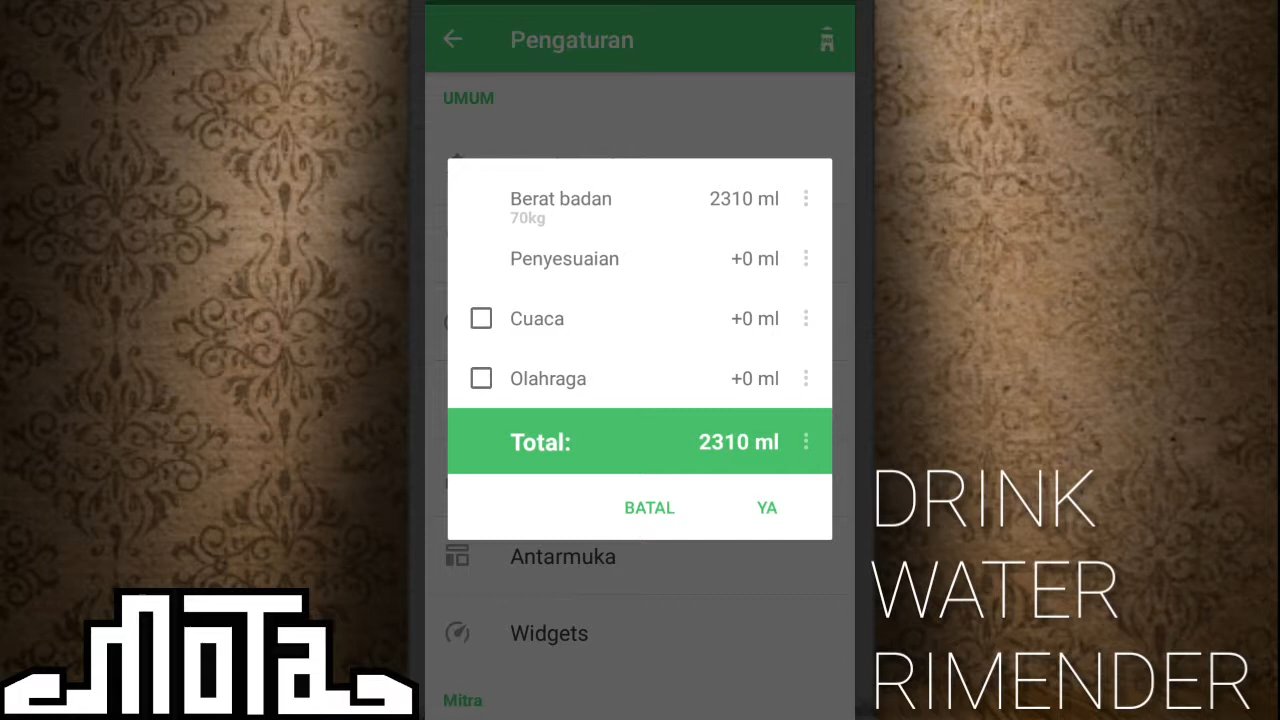 Pengaturan
UMUM
Berat badan 2310 ml
70kg
Penyesuaian +0 ml
Cuaca +0 ml
Olahraga +0 ml
Total: 2310 ml
BATAL YA
Antarmuka
Widgets
Mitra
NOTA
DRINK
WATER
RIMENDER